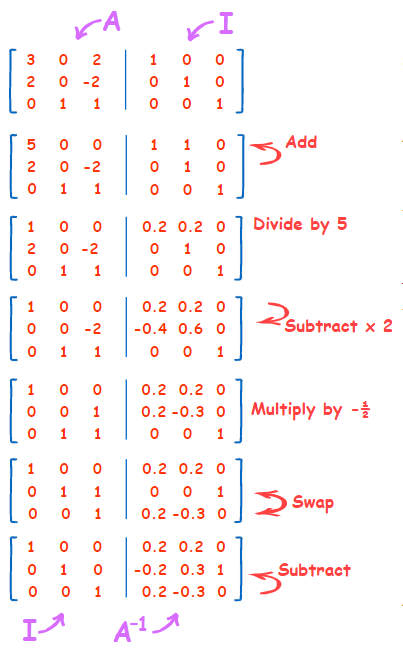 A I
3 0 2 1 0 0
2 0 -2 0 1 0
0 1 1 0 0 1
5 0 0 1 1 0 Add
2 0 -2 0 1 0
0 1 1 0 0 1
1 0 0 0.2 0.2 0 Divide by 5
2 0 -2 0 1 0
0 1 1 0 0 1
1 0 0 0.2 0.2 0
0 0 -2 -0.4 0.6 0 Subtract x 2
0 1 1 0 0 1
1 0 0 0.2 0.2 0
0 0 1 0.2 -0.3 0 Multiply by -½
0 1 1 0 0 1
1 0 0 0.2 0.2 0
0 1 1 0 0 1 Swap
0 0 1 0.2 -0.3 0
1 0 0 0.2 0.2 0
0 1 0 -0.2 0.3 1 Subtract
0 0 1 0.2 -0.3 0
I A⁻¹